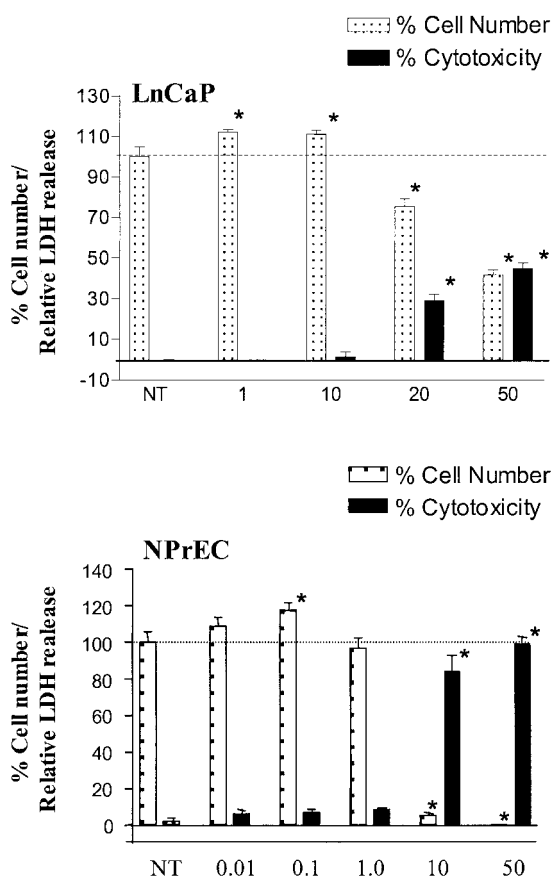 % Cell Number
% Cytotoxicity
LnCaP
% Cell number/
Relative LDH realease
130
110
90
70
50
30
10
-10
* * * * * *
NT 1 10 20 50
% Cell Number
% Cytotoxicity
NPrEC
% Cell number/
Relative LDH realease
140
120
100
80
60
40
20
0
* * * * *
NT 0.01 0.1 1.0 10 50